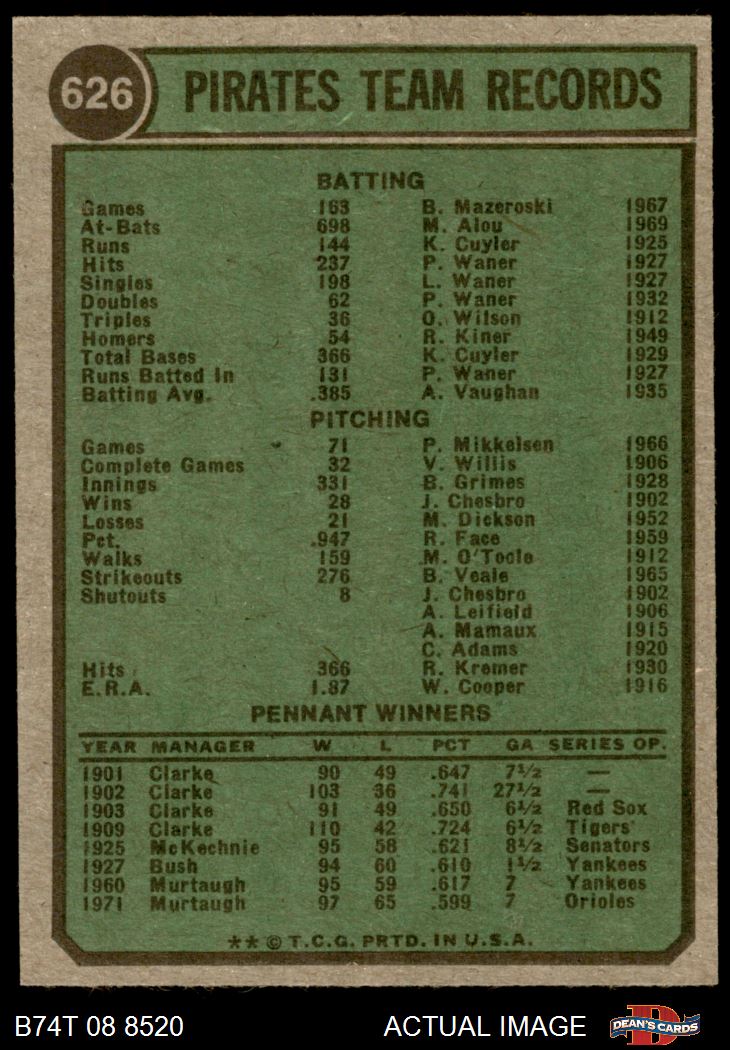 626 PIRATES TEAM RECORDS
BATTING
Games 163 B. Mazeroski 1967
At-Bats 698 M. Alou 1969
Runs 144 K. Cuyler 1925
Hits 237 P. Waner 1927
Singles 198 L. Waner 1927
Doubles 62 P. Waner 1932
Triples 36 O. Wilson 1912
Homers 54 R. Kiner 1949
Total Bases 366 K. Cuyler 1929
Runs Batted In 131 P. Waner 1927
Batting Avg. .385 A. Vaughan 1935
PITCHING
Games 71 P. Mikkelsen 1966
Complete Games 32 V. Willis 1906
Innings 331 B. Grimes 1928
Wins 28 J. Chesbro 1902
Losses 21 M. Dickson 1952
Pct. .947 R. Face 1959
Walks 159 M. O'Toole 1912
Strikeouts 276 B. Veale 1965
Shutouts 8 J. Chesbro 1902
A. Leifield 1906
A. Mamaux 1915
C. Adams 1920
Hits 366 R. Kremer 1930
E.R.A. 1.87 W. Cooper 1916
PENNANT WINNERS
YEAR MANAGER W L PCT GA SERIES OP.
1901 Clarke 90 49 .647 7½ —
1902 Clarke 103 36 .741 27½ —
1903 Clarke 91 49 .650 6½ Red Sox
1909 Clarke 110 42 .724 6½ Tigers
1925 McKechnie 95 58 .621 8½ Senators
1927 Bush 94 60 .610 1½ Yankees
1960 Murtaugh 95 59 .617 7 Yankees
1971 Murtaugh 97 65 .599 7 Orioles
** © T.C.G. PRTD. IN U.S.A.
B74T 08 8520 ACTUAL IMAGE DEAN'S CARDS